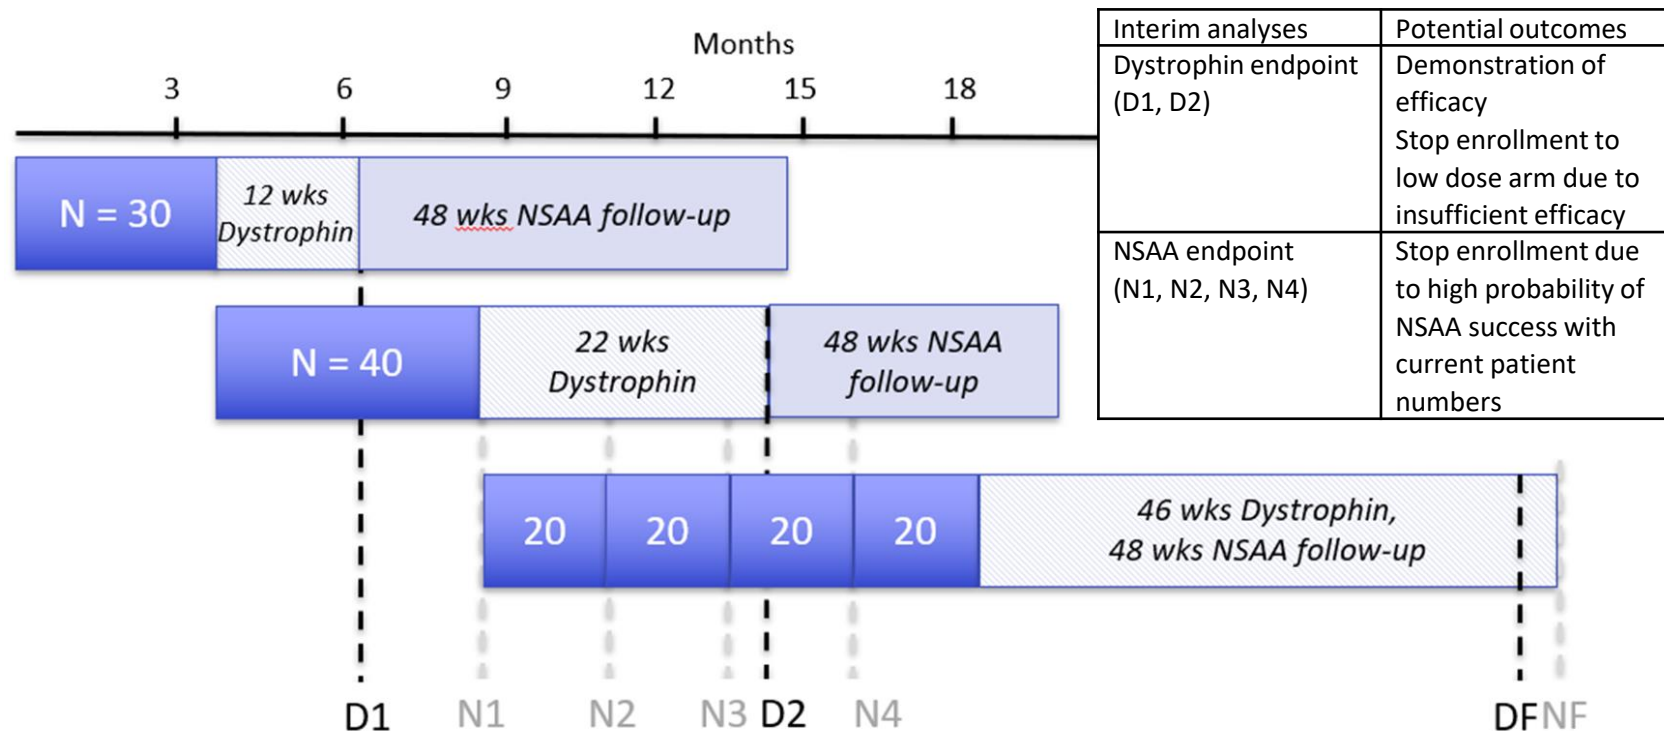 Months
3 6 9 12 15 18
N = 30
12 wks
Dystrophin
48 wks NSAA follow-up
N = 40
22 wks
Dystrophin
48 wks NSAA
follow-up
20 20 20 20
46 wks Dystrophin,
48 wks NSAA follow-up
D1 N1 N2 N3 D2 N4 DF NF
Interim analyses
Potential outcomes
Dystrophin endpoint
(D1, D2)
Demonstration of
efficacy
Stop enrollment to
low dose arm due to
insufficient efficacy
NSAA endpoint
(N1, N2, N3, N4)
Stop enrollment due
to high probability of
NSAA success with
current patient
numbers